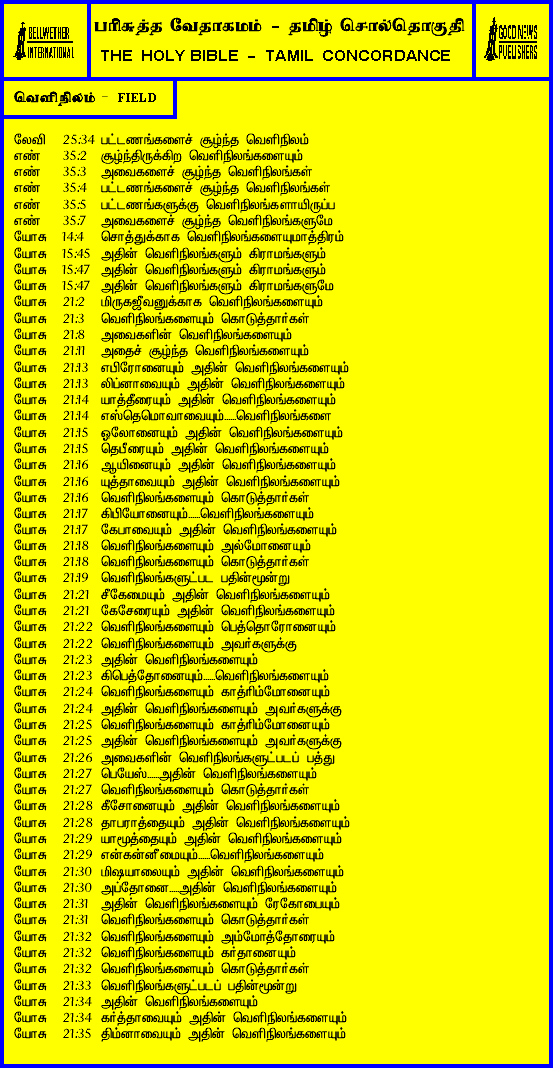 BELLWETHER
INTERNATIONAL
பரிசுத்த வேதாகமம் - தமிழ் சொல்தொகுதி
THE HOLY BIBLE - TAMIL CONCORDANCE
GOOD NEWS
PUBLISHERS
வெளிநிலம் - FIELD
லேவி 25:34 பட்டணங்களைச் சூழ்ந்த வெளிநிலம்
எண் 35:2 சூழ்ந்திருக்கிற வெளிநிலங்களையும்
எண் 35:3 அவைகளைச் சூழ்ந்த வெளிநிலங்கள்
எண் 35:4 பட்டணங்களைச் சூழ்ந்த வெளிநிலங்கள்
எண் 35:5 பட்டணங்களுக்கு வெளிநிலங்களாயிருப்ப
எண் 35:7 அவைகளைச் சூழ்ந்த வெளிநிலங்களுமே
யோசு 14:4 சொத்துக்காக வெளிநிலங்களையுமாத்திரம்
யோசு 15:45 அதின் வெளிநிலங்களும் கிராமங்களும்
யோசு 15:47 அதின் வெளிநிலங்களும் கிராமங்களும்
யோசு 15:47 அதின் வெளிநிலங்களும் கிராமங்களுமே
யோசு 21:2 மிருகஜீவனுக்காக வெளிநிலங்களையும்
யோசு 21:3 வெளிநிலங்களையும் கொடுத்தார்கள்
யோசு 21:8 அவைகளின் வெளிநிலங்களையும்
யோசு 21:11 அதைச் சூழ்ந்த வெளிநிலங்களையும்
யோசு 21:13 எபிரோனையும் அதின் வெளிநிலங்களையும்
யோசு 21:13 லிப்னாவையும் அதின் வெளிநிலங்களையும்
யோசு 21:14 யாத்தீரையும் அதின் வெளிநிலங்களையும்
யோசு 21:14 எஸ்தெமொவாவையும்......வெளிநிலங்களை
யோசு 21:15 ஒலோனையும் அதின் வெளிநிலங்களையும்
யோசு 21:15 தெபீரையும் அதின் வெளிநிலங்களையும்
யோசு 21:16 ஆயினையும் அதின் வெளிநிலங்களையும்
யோசு 21:16 யுத்தாவையும் அதின் வெளிநிலங்களையும்
யோசு 21:16 வெளிநிலங்களையும் கொடுத்தார்கள்
யோசு 21:17 கிபியோனையும்......வெளிநிலங்களையும்
யோசு 21:17 கேபாவையும் அதின் வெளிநிலங்களையும்
யோசு 21:18 வெளிநிலங்களையும் அல்மோனையும்
யோசு 21:18 வெளிநிலங்களையும் கொடுத்தார்கள்
யோசு 21:19 வெளிநிலங்களுட்பட பதின்மூன்று
யோசு 21:21 சீகேமையும் அதின் வெளிநிலங்களையும்
யோசு 21:21 கேசேரையும் அதின் வெளிநிலங்களையும்
யோசு 21:22 வெளிநிலங்களையும் பெத்தொரோனையும்
யோசு 21:22 வெளிநிலங்களையும் அவர்களுக்கு
யோசு 21:23 அதின் வெளிநிலங்களையும்
யோசு 21:23 கிபெத்தோனையும்......வெளிநிலங்களையும்
யோசு 21:24 வெளிநிலங்களையும் காத்ரிம்மோனையும்
யோசு 21:24 அதின் வெளிநிலங்களையும் அவர்களுக்கு
யோசு 21:25 வெளிநிலங்களையும் காத்ரிம்மோனையும்
யோசு 21:25 அதின் வெளிநிலங்களையும் அவர்களுக்கு
யோசு 21:26 அவைகளின் வெளிநிலங்களுட்படப் பத்து
யோசு 21:27 பெயேஸ்......அதின் வெளிநிலங்களையும்
யோசு 21:27 வெளிநிலங்களையும் கொடுத்தார்கள்
யோசு 21:28 கீசோனையும் அதின் வெளிநிலங்களையும்
யோசு 21:28 தாபராத்தையும் அதின் வெளிநிலங்களையும்
யோசு 21:29 யாமூத்தையும் அதின் வெளிநிலங்களையும்
யோசு 21:29 என்கன்னீமையும்......வெளிநிலங்களையும்
யோசு 21:30 மிஷயாலையும் அதின் வெளிநிலங்களையும்
யோசு 21:30 அப்தோனை.....அதின் வெளிநிலங்களையும்
யோசு 21:31 அதின் வெளிநிலங்களையும் ரேகோபையும்
யோசு 21:31 வெளிநிலங்களையும் கொடுத்தார்கள்
யோசு 21:32 வெளிநிலங்களையும் அம்மோத்தோரையும்
யோசு 21:32 வெளிநிலங்களையும் கர்தானையும்
யோசு 21:32 வெளிநிலங்களையும் கொடுத்தார்கள்
யோசு 21:33 வெளிநிலங்களுட்படப் பதின்மூன்று
யோசு 21:34 அதின் வெளிநிலங்களையும்
யோசு 21:34 கர்த்தாவையும் அதின் வெளிநிலங்களையும்
யோசு 21:35 திம்னாவையும் அதின் வெளிநிலங்களையும்